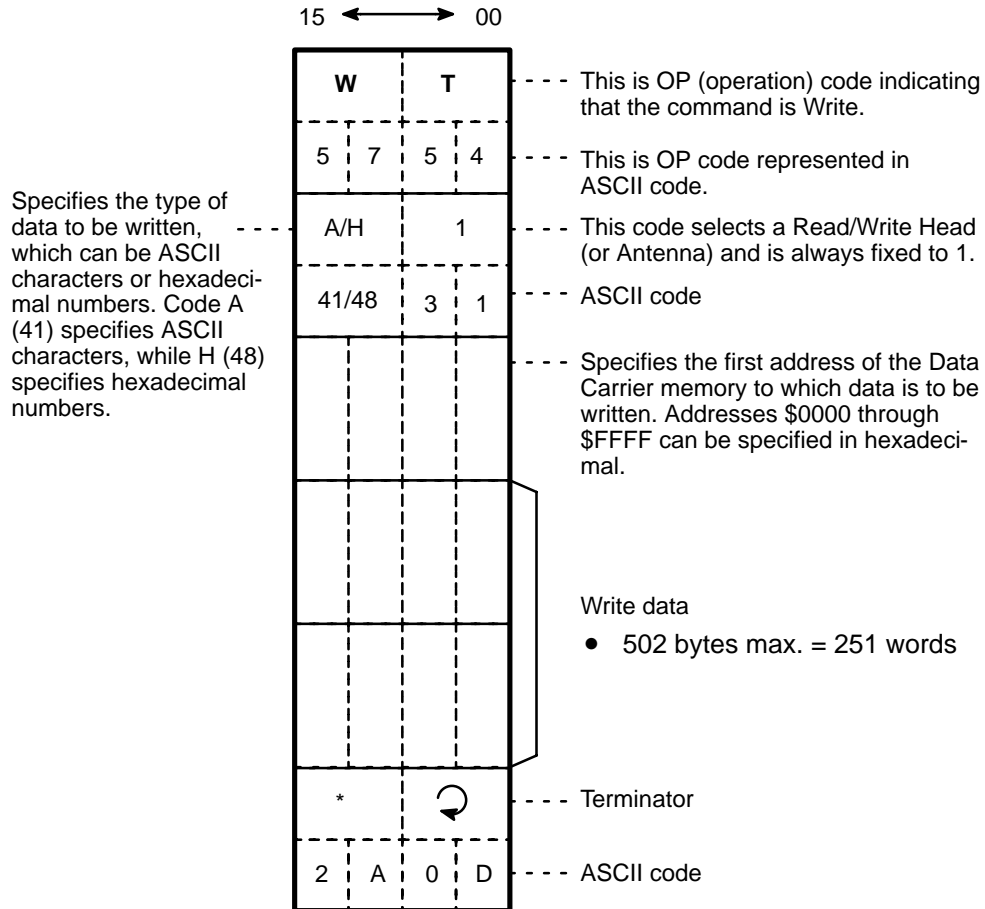 15 00
W T
This is OP (operation) code indicating
that the command is Write.
5 7 5 4
This is OP code represented in
ASCII code.
Specifies the type of
data to be written,
which can be ASCII
characters or hexadeci-
mal numbers. Code A
(41) specifies ASCII
characters, while H (48)
specifies hexadecimal
numbers.
A/H 1
This code selects a Read/Write Head
(or Antenna) and is always fixed to 1.
41/48 3 1
ASCII code
Specifies the first address of the Data
Carrier memory to which data is to be
written. Addresses $0000 through
$FFFF can be specified in hexadeci-
mal.
Write data
• 502 bytes max. = 251 words
*
Terminator
2 A 0 D
ASCII code